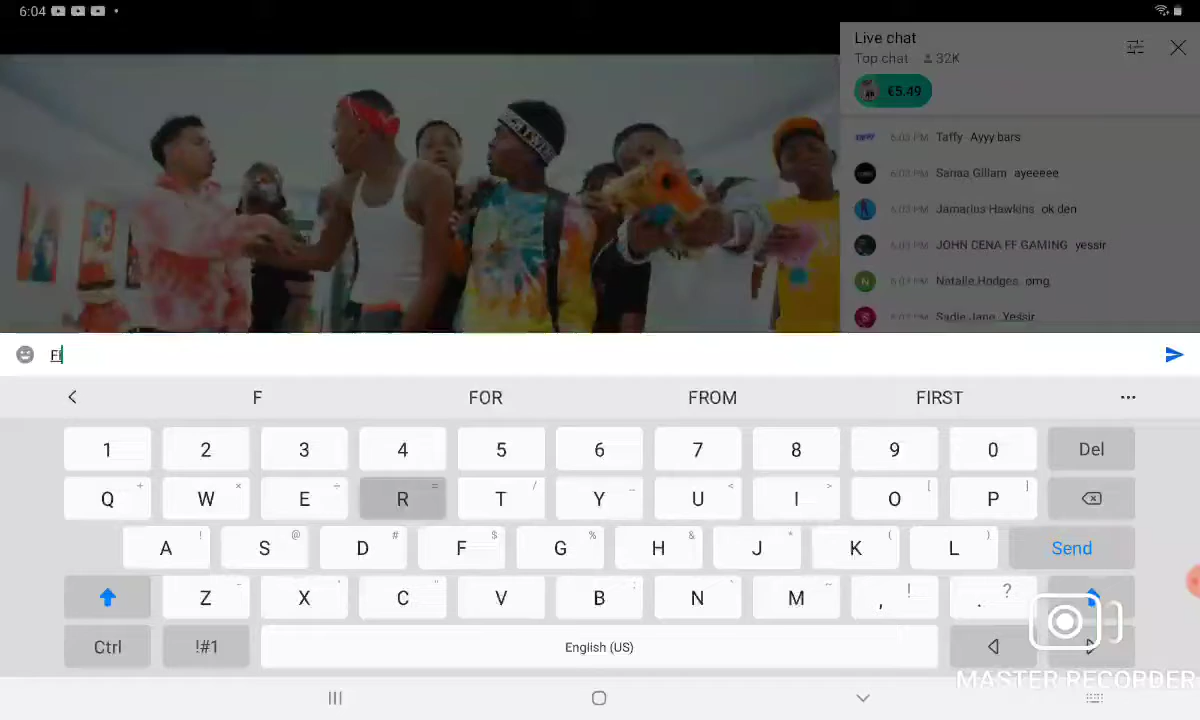 6:04
Live chat
Top chat 32K
€5.49
6:03 PM Taffy Ayyy bars
6:03 PM Sanaa Gillam ayeeeee
6:03 PM Jamarius Hawkins ok den
6:03 PM JOHN CENA FF GAMING yessir
N 6:03 PM Natalie Hodges omg
S 6:03 PM Sadie Jane Yessir
F F FOR FROM FIRST
1 2 3 4 5 6 7 8 9 0 Del
Q + W × E ÷ R = T / Y _ U < I > O [ P ]
A ! S @ D # F $ G % H & J * K ( L ) Send
Z - X ' C " V B : N M ~ , ! . ?
Ctrl !#1 English (US)
MASTER RECORDER